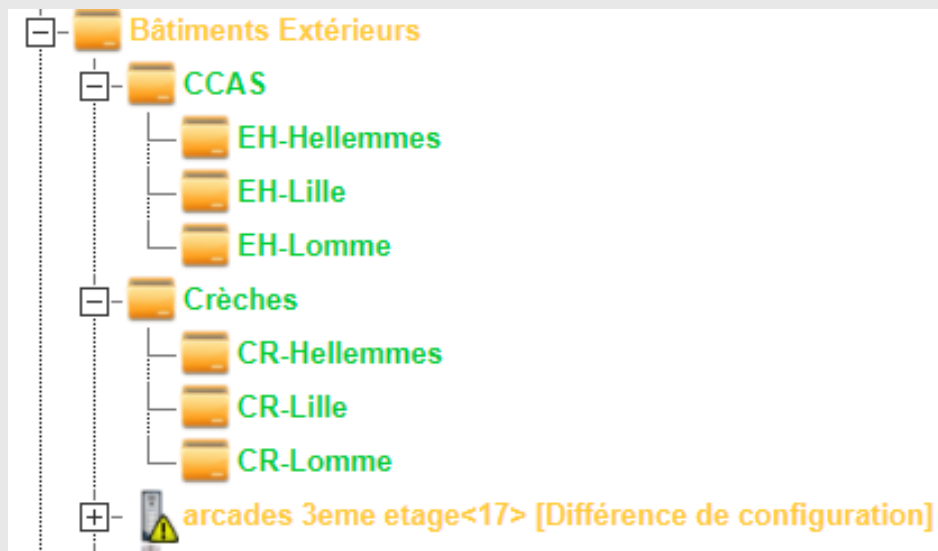 Bâtiments Extérieurs
CCAS
EH-Hellemmes
EH-Lille
EH-Lomme
Crèches
CR-Hellemmes
CR-Lille
CR-Lomme
arcades 3eme etage<17> [Différence de configuration]